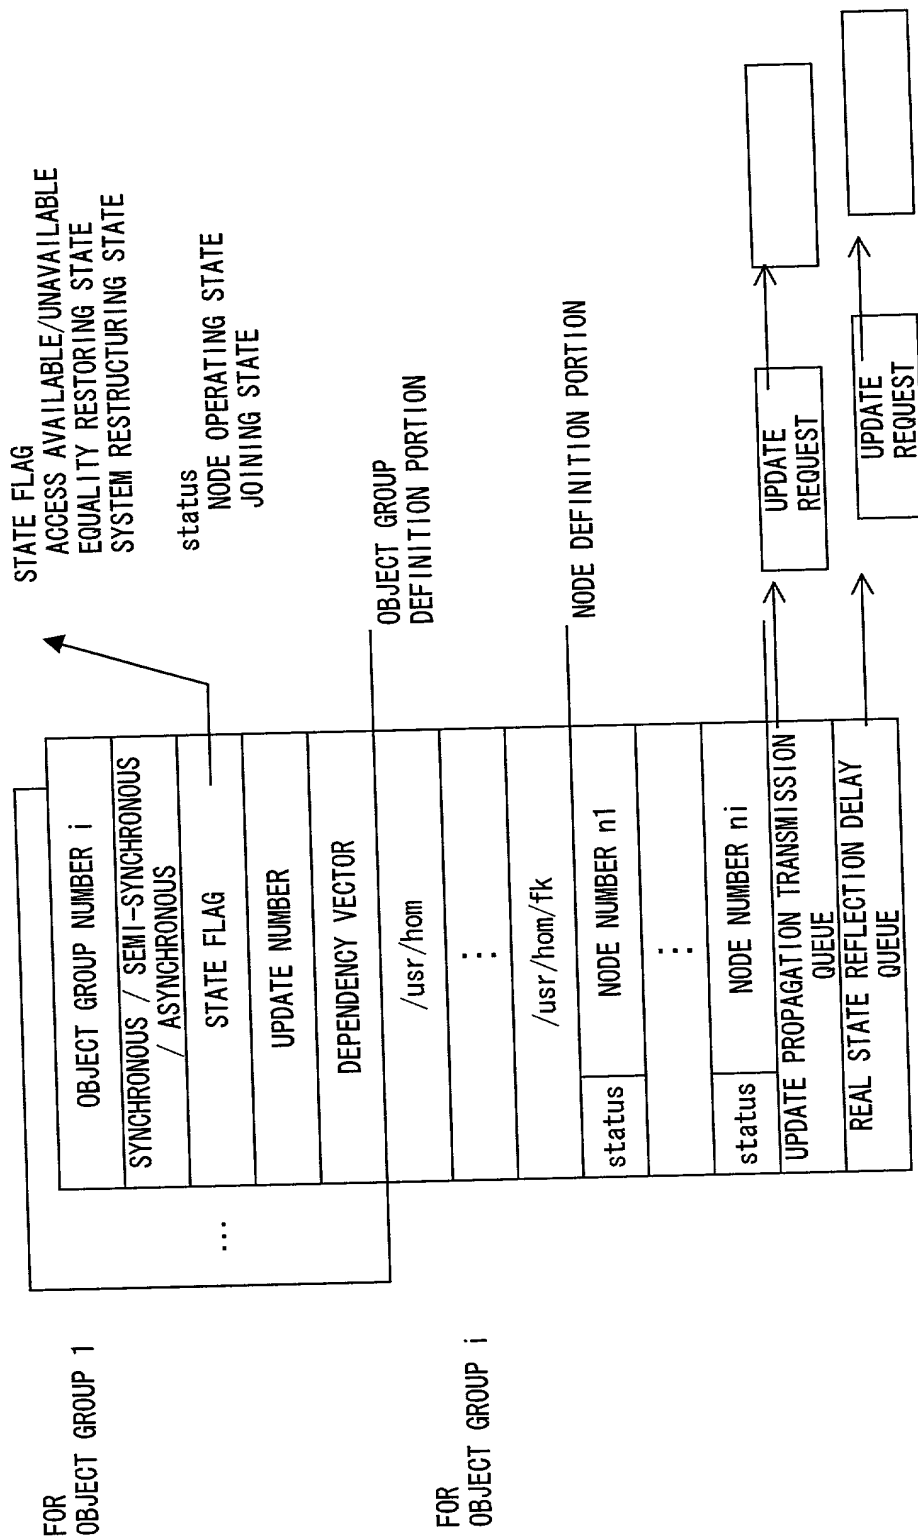 FOR
OBJECT GROUP 1
FOR
OBJECT GROUP i
...
OBJECT GROUP NUMBER i
SYNCHRONOUS / SEMI-SYNCHRONOUS
/ ASYNCHRONOUS
STATE FLAG
UPDATE NUMBER
DEPENDENCY VECTOR
/usr/hom
...
/usr/hom/fk
status
NODE NUMBER n1
...
status
NODE NUMBER ni
UPDATE PROPAGATION TRANSMISSION
QUEUE
REAL STATE REFLECTION DELAY
QUEUE
STATE FLAG
ACCESS AVAILABLE/UNAVAILABLE
EQUALITY RESTORING STATE
SYSTEM RESTRUCTURING STATE
status
NODE OPERATING STATE
JOINING STATE
OBJECT GROUP
DEFINITION PORTION
NODE DEFINITION PORTION
UPDATE
REQUEST
UPDATE
REQUEST